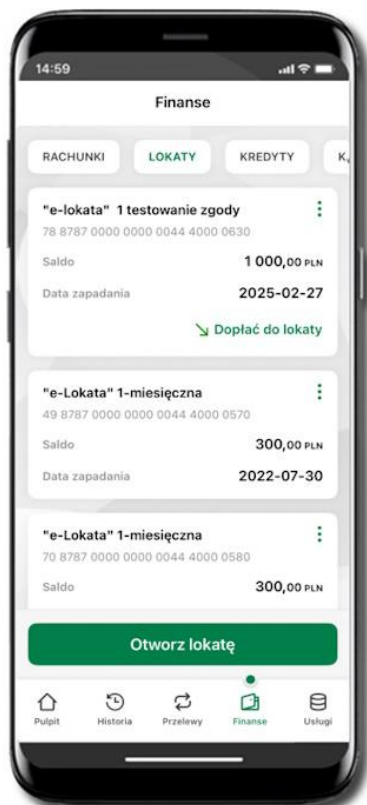 14:59
Finanse
RACHUNKI LOKATY KREDYTY K
"e-lokata" 1 testowanie zgody
78 8787 0000 0000 0044 4000 0630
Saldo 1 000,00 PLN
Data zapadania 2025-02-27
Dopłać do lokaty
"e-Lokata" 1-miesięczna
49 8787 0000 0000 0044 4000 0570
Saldo 300,00 PLN
Data zapadania 2022-07-30
"e-Lokata" 1-miesięczna
70 8787 0000 0000 0044 4000 0580
Saldo 300,00 PLN
Otworz lokatę
Pulpit Historia Przelewy Finanse Usługi